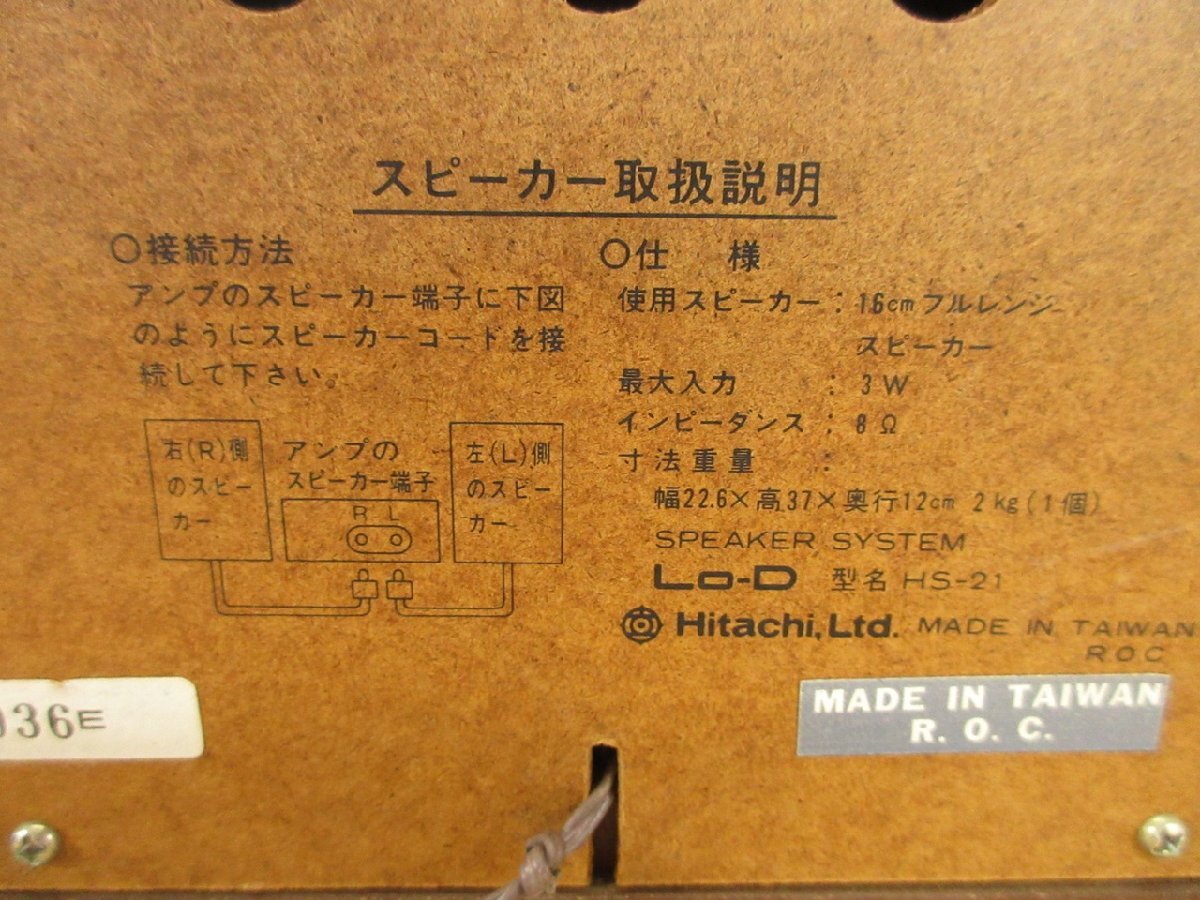 スピーカー取扱説明
○接続方法
アンプのスピーカー端子に下図
のようにスピーカーコードを接
続して下さい。
右(R)側
のスピー
カー
アンプの
スピーカー端子
R L
左(L)側
のスピー
カー
○仕 様
使用スピーカー:16cmフルレンジ
スピーカー
最大入力 :3W
インピーダンス:8Ω
寸法重量 :
幅22.6×高37×奥行12cm 2kg(1個)
SPEAKER SYSTEM
Lo-D 型名 HS-21
Hitachi, Ltd. MADE IN TAIWAN
ROC
MADE IN TAIWAN
R. O. C.
36E